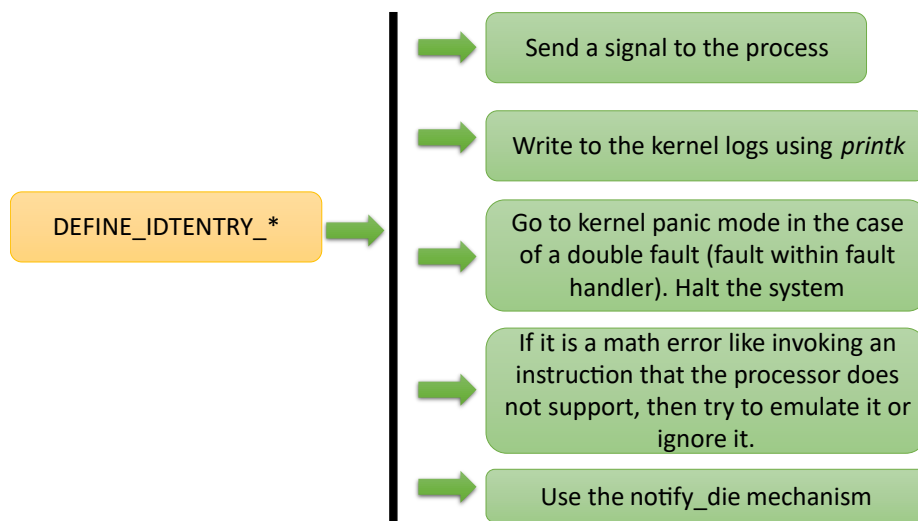 Send a signal to the process
Write to the kernel logs using printk
DEFINE_IDTENTRY_*
Go to kernel panic mode in the case
of a double fault (fault within fault
handler). Halt the system
If it is a math error like invoking an
instruction that the processor does
not support, then try to emulate it or
ignore it.
Use the notify_die mechanism